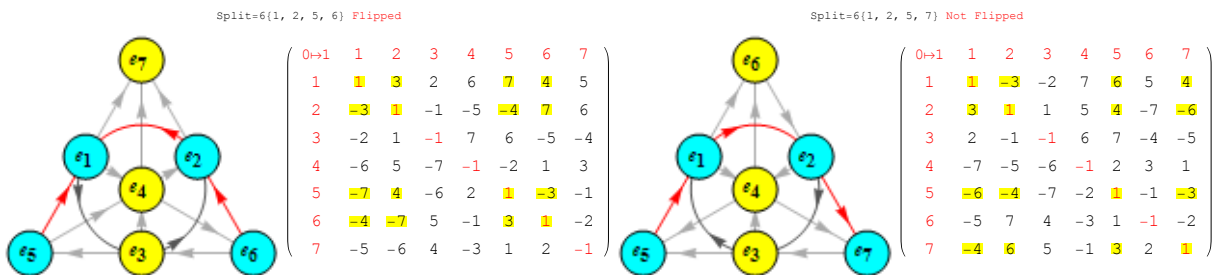 Split=6{1, 2, 5, 6} Flipped
e7
e1
e2
e4
e5
e3
e6
0↦1 1 2 3 4 5 6 7
1 1 3 2 6 7 4 5
2 -3 1 -1 -5 -4 7 6
3 -2 1 -1 7 6 -5 -4
4 -6 5 -7 -1 -2 1 3
5 -7 4 -6 2 1 -3 -1
6 -4 -7 5 -1 3 1 -2
7 -5 -6 4 -3 1 2 -1
Split=6{1, 2, 5, 7} Not Flipped
e6
e1
e2
e4
e5
e3
e7
0↦1 1 2 3 4 5 6 7
1 1 -3 -2 7 6 5 4
2 3 1 1 5 4 -7 -6
3 2 -1 -1 6 7 -4 -5
4 -7 -5 -6 -1 2 3 1
5 -6 -4 -7 -2 1 -1 -3
6 -5 7 4 -3 1 -1 -2
7 -4 6 5 -1 3 2 1